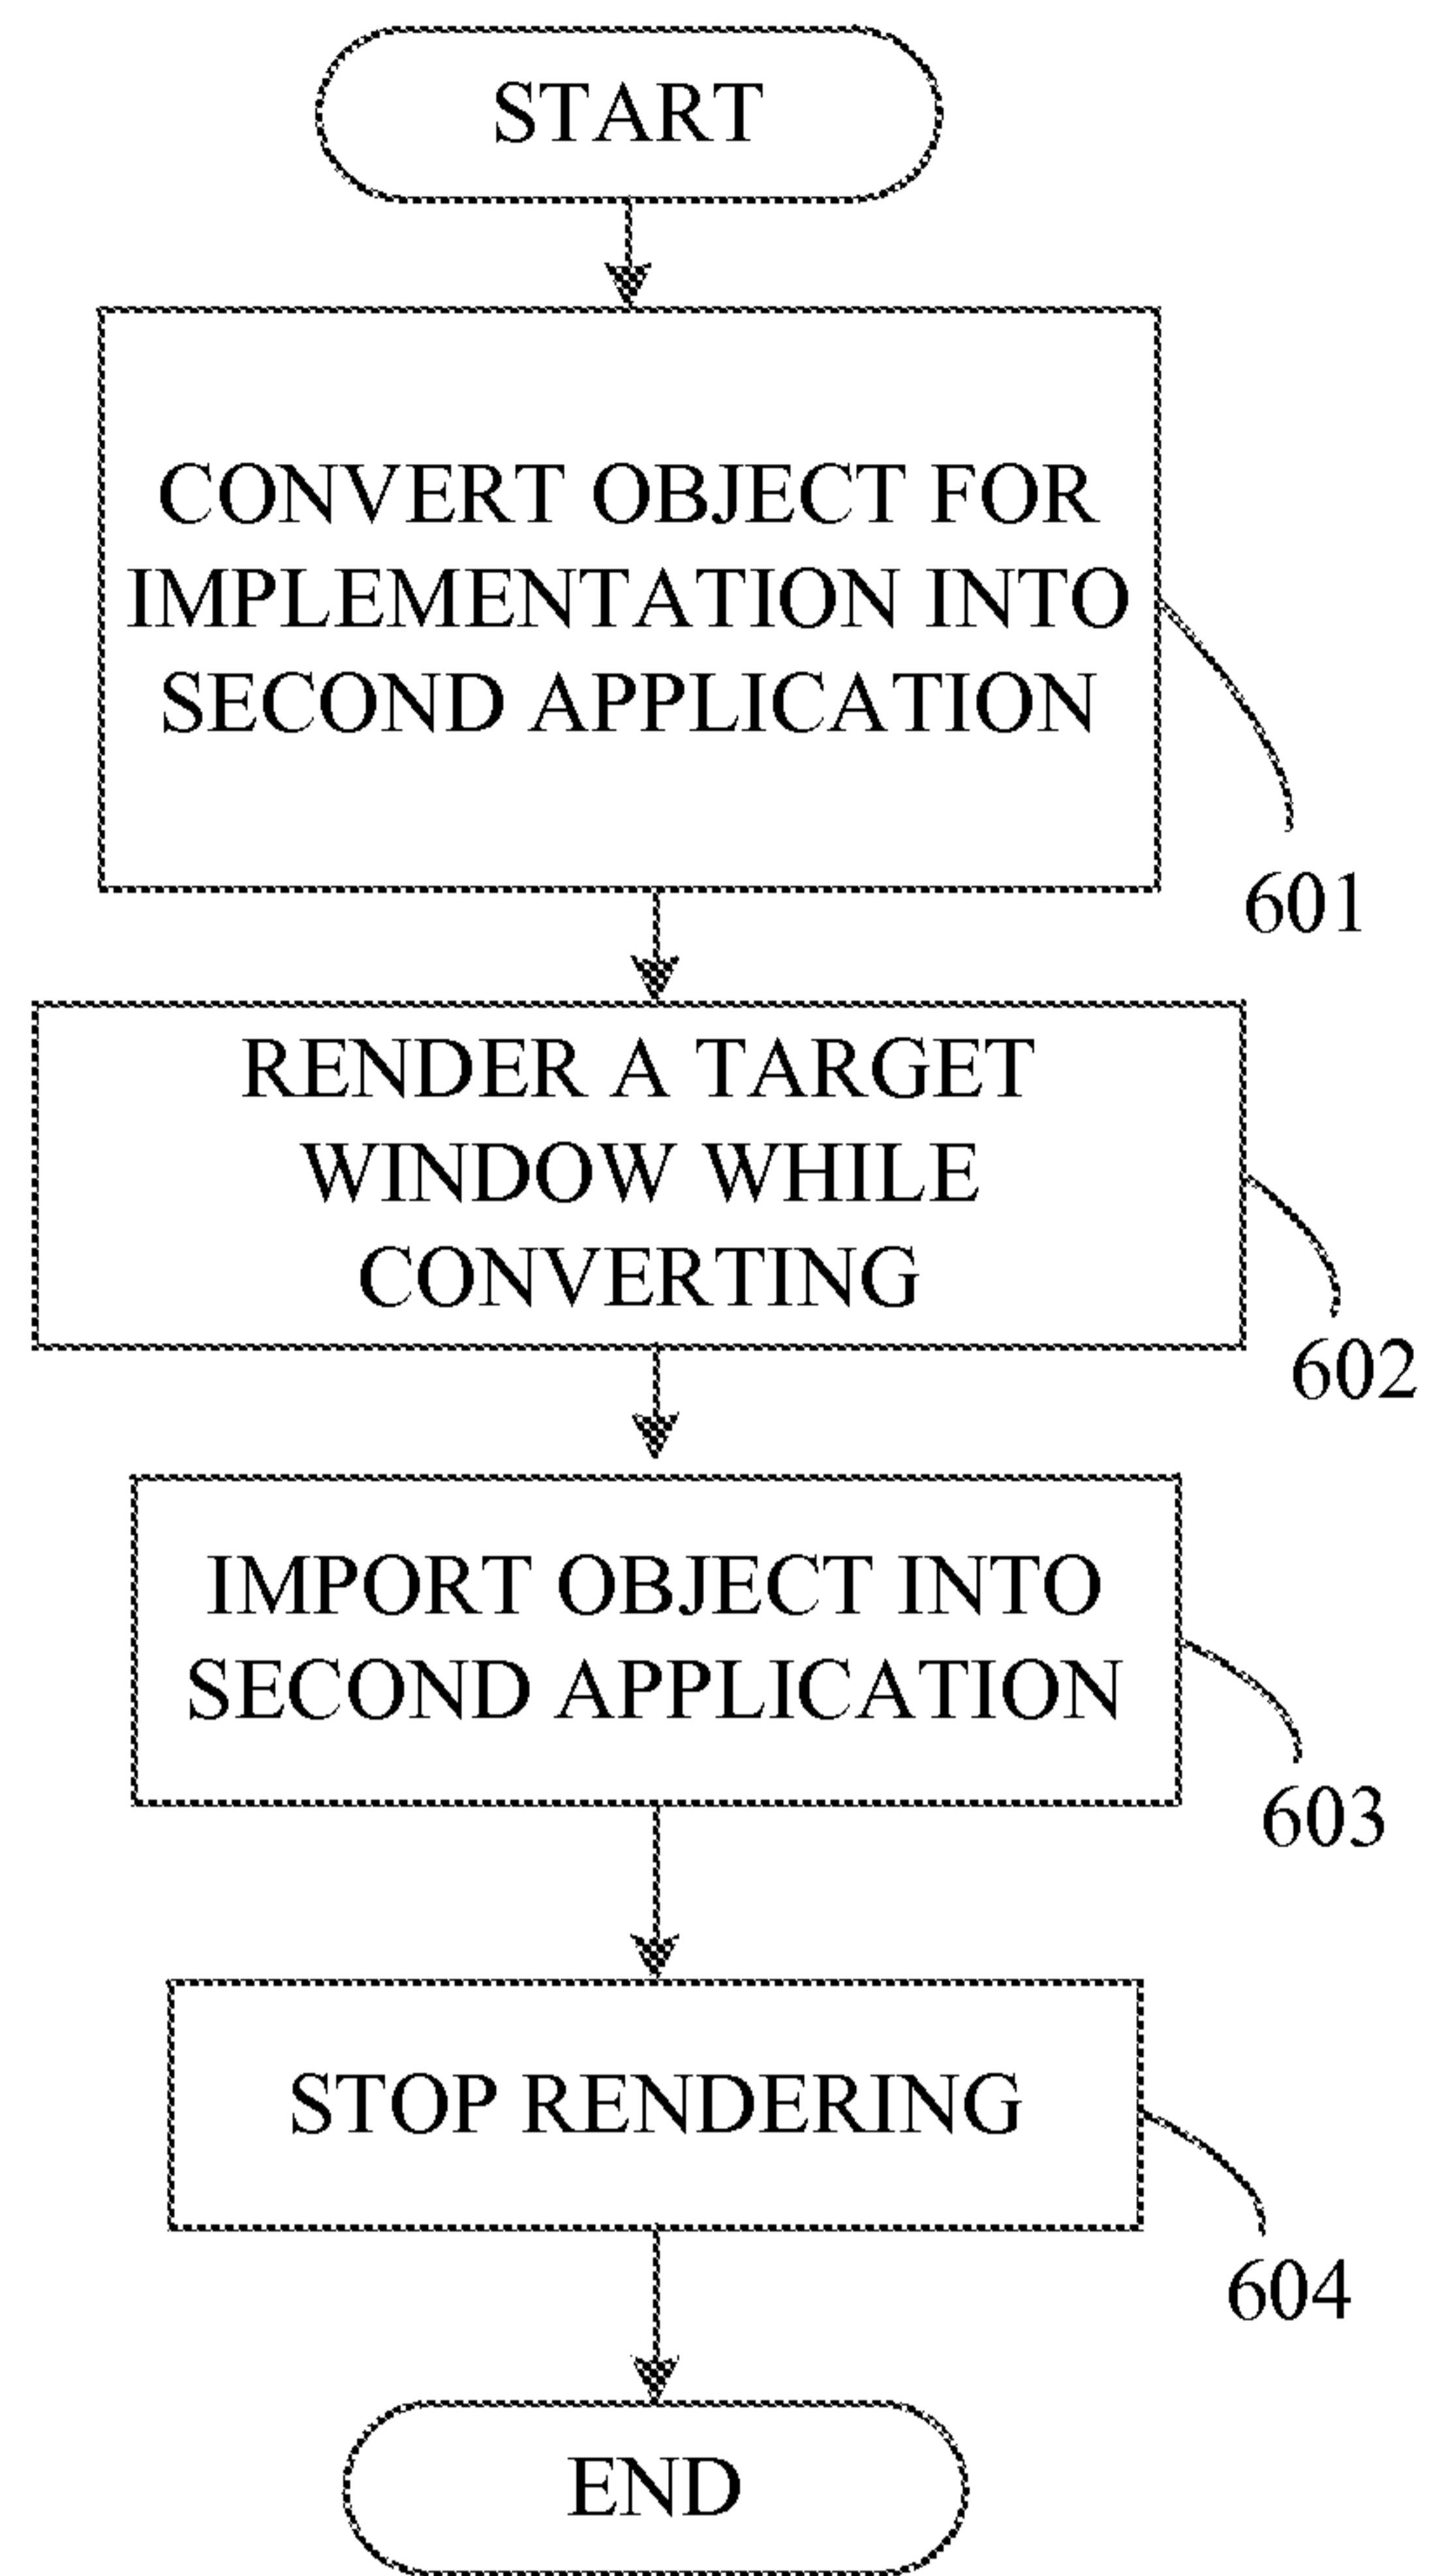 START
CONVERT OBJECT FOR
IMPLEMENTATION INTO
SECOND APPLICATION
601
RENDER A TARGET
WINDOW WHILE
CONVERTING
602
IMPORT OBJECT INTO
SECOND APPLICATION
603
STOP RENDERING
604
END